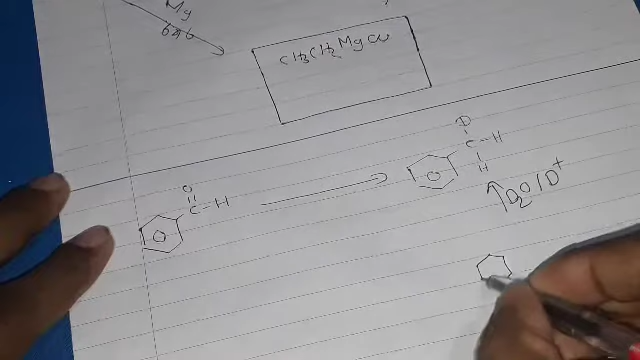 Mg
CH3CH2MgCl
O
C-H
D
C-H
H
D2O/D+